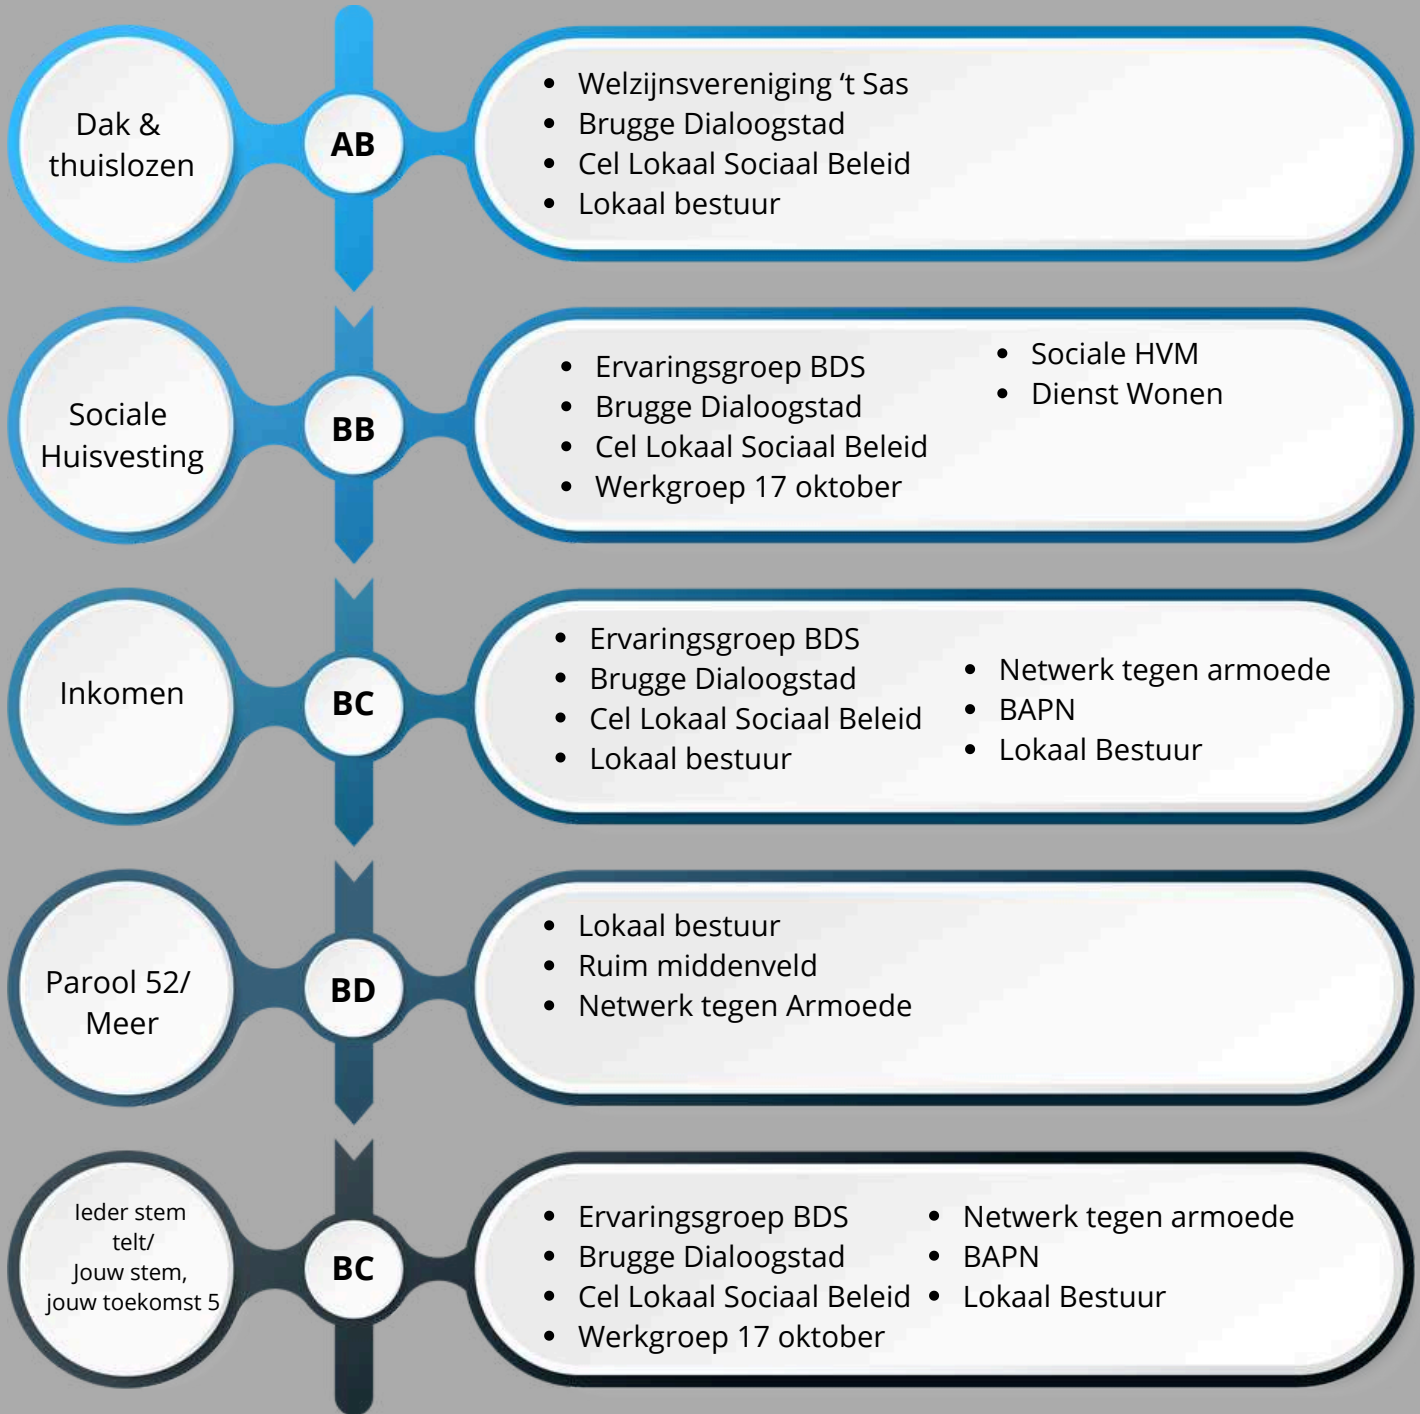 Dak &
thuislozen
AB
• Welzijnsvereniging ‘t Sas
• Brugge Dialoogstad
• Cel Lokaal Sociaal Beleid
• Lokaal bestuur
Sociale
Huisvesting
BB
• Ervaringsgroep BDS
• Brugge Dialoogstad
• Cel Lokaal Sociaal Beleid
• Werkgroep 17 oktober
• Sociale HVM
• Dienst Wonen
Inkomen
BC
• Ervaringsgroep BDS
• Brugge Dialoogstad
• Cel Lokaal Sociaal Beleid
• Lokaal bestuur
• Netwerk tegen armoede
• BAPN
• Lokaal Bestuur
Parool 52/
Meer
BD
• Lokaal bestuur
• Ruim middenveld
• Netwerk tegen Armoede
Ieder stem
telt/
Jouw stem,
jouw toekomst 5
BC
• Ervaringsgroep BDS
• Brugge Dialoogstad
• Cel Lokaal Sociaal Beleid
• Werkgroep 17 oktober
• Netwerk tegen armoede
• BAPN
• Lokaal Bestuur